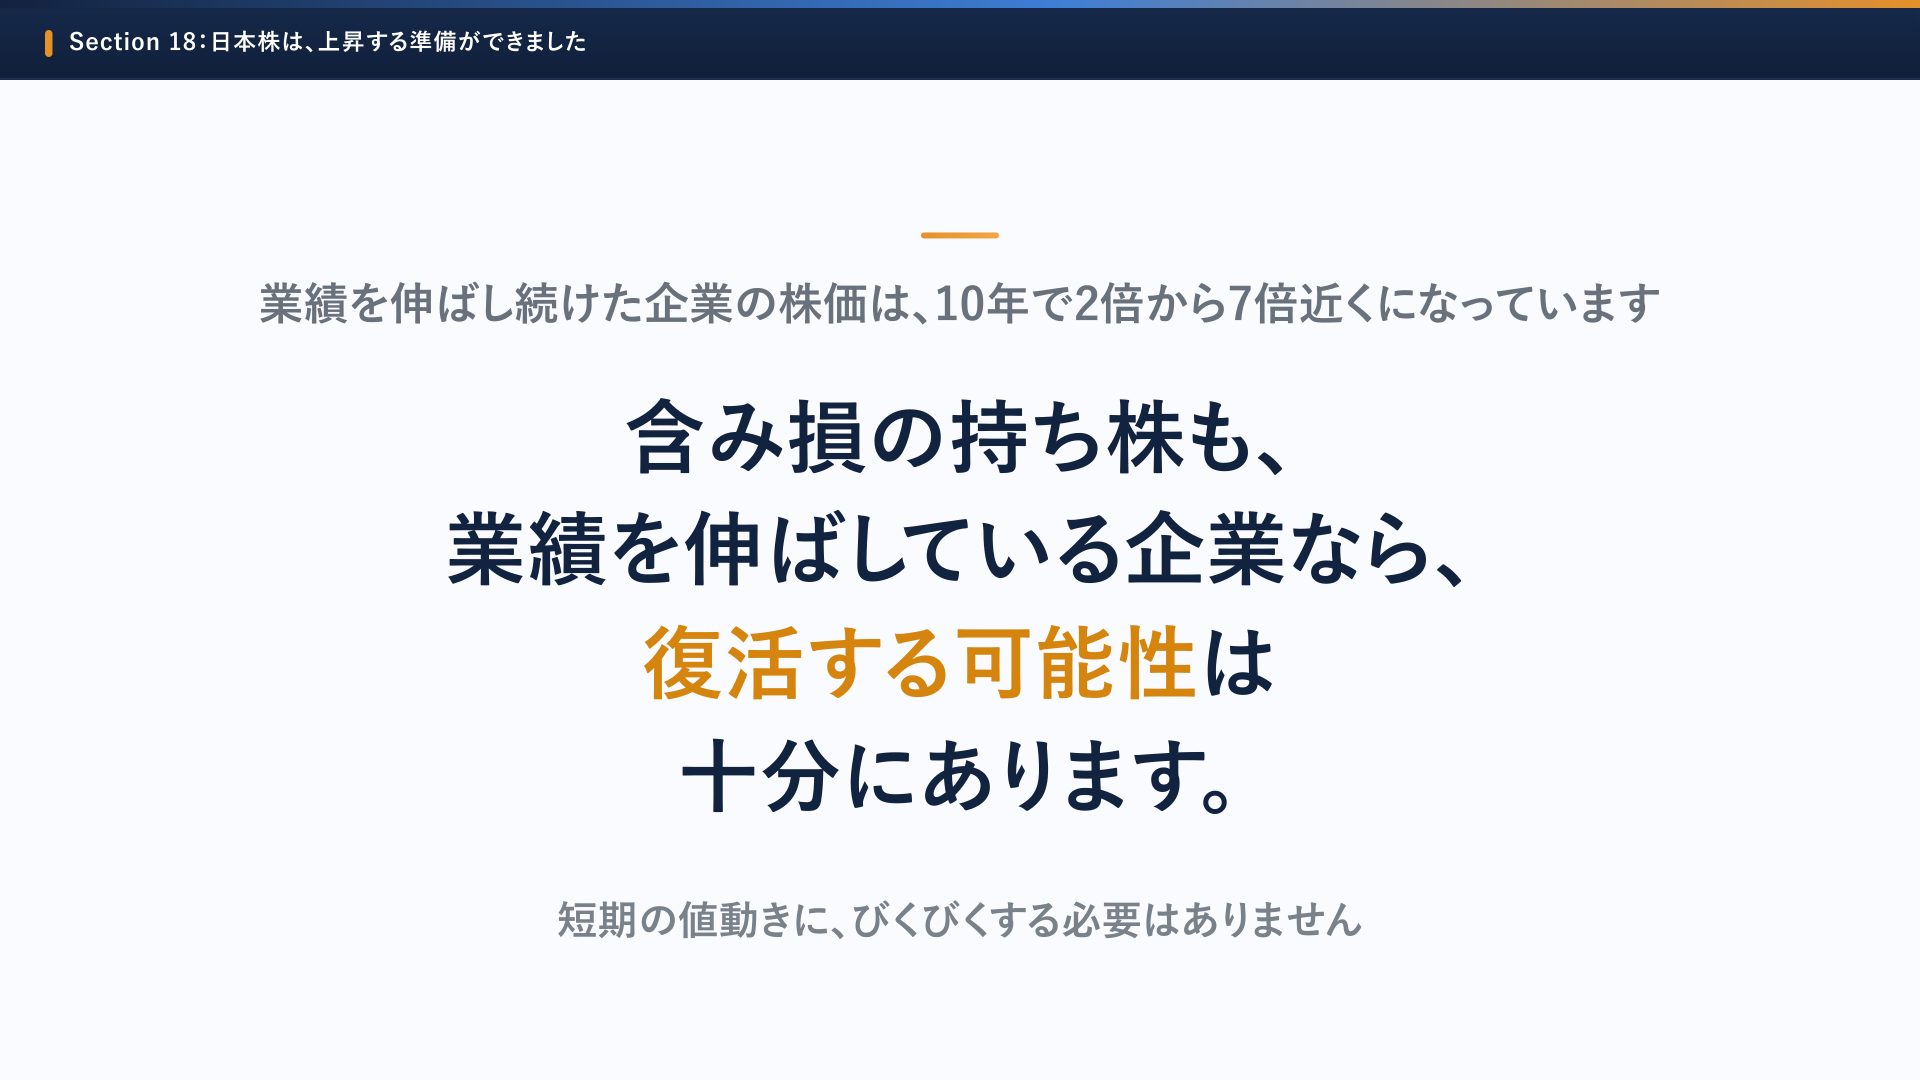 Section 18：日本株は、上昇する準備ができました
業績を伸ばし続けた企業の株価は、10年で2倍から7倍近くになっています
含み損の持ち株も、
業績を伸ばしている企業なら、
復活する可能性は
十分にあります。
短期の値動きに、びくびくする必要はありません